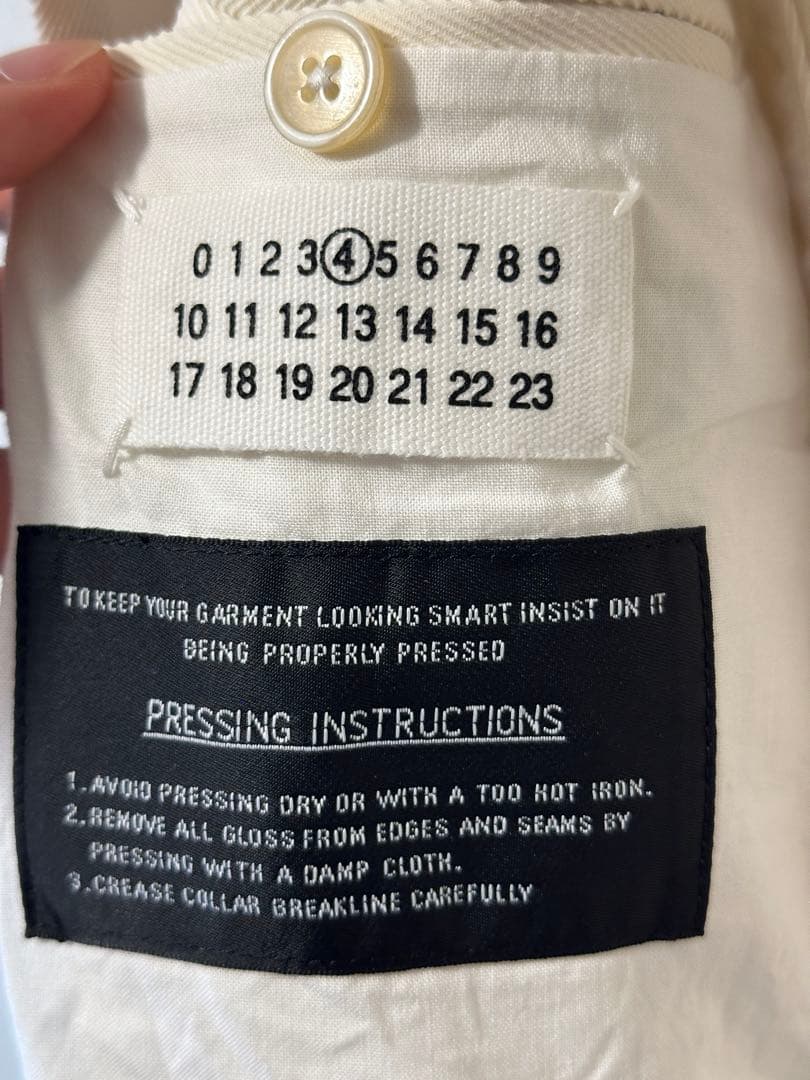 0 1 2 3 4 5 6 7 8 9
10 11 12 13 14 15 16
17 18 19 20 21 22 23
TO KEEP YOUR GARMENT LOOKING SMART INSIST ON IT
BEING PROPERLY PRESSED
PRESSING INSTRUCTIONS
1. AVOID PRESSING DRY OR WITH A TOO HOT IRON.
2. REMOVE ALL GLOSS FROM EDGES AND SEAMS BY
PRESSING WITH A DAMP CLOTH.
3. CREASE COLLAR BREAKLINE CAREFULLY